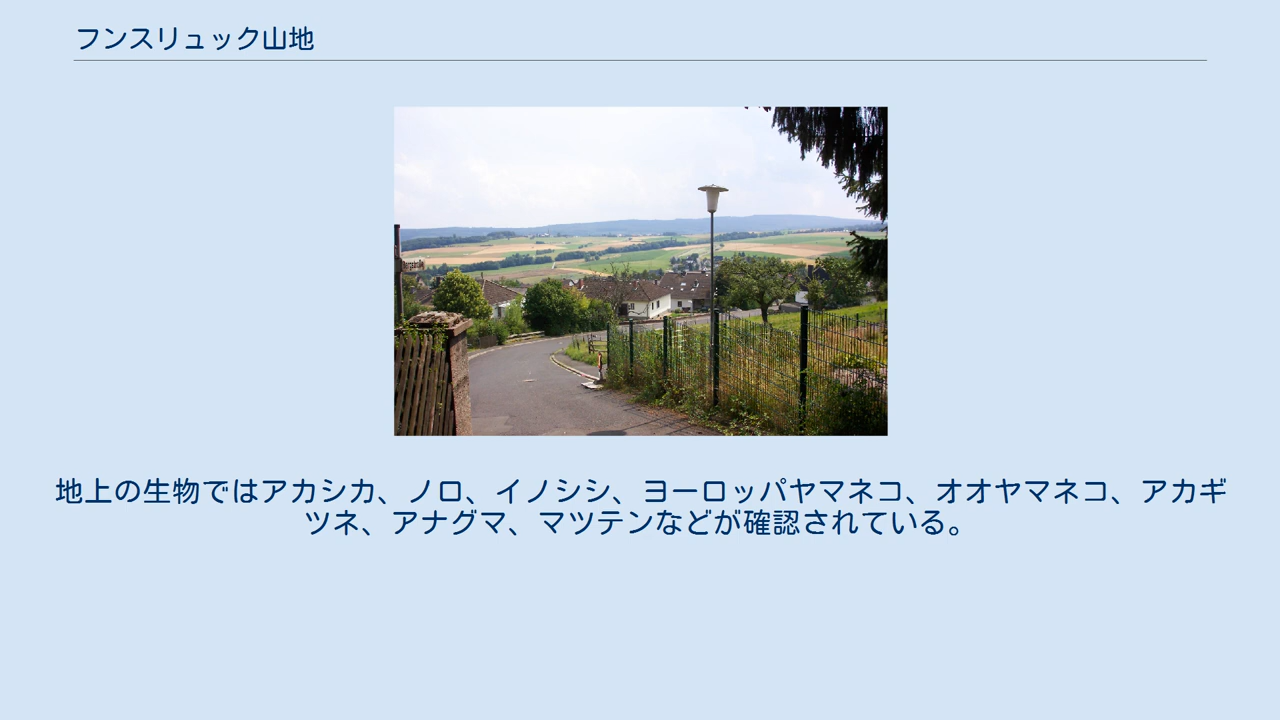 フンスリュック山地
地上の生物ではアカシカ、ノロ、イノシシ、ヨーロッパヤマネコ、オオヤマネコ、アカギ
ツネ、アナグマ、マツテンなどが確認されている。